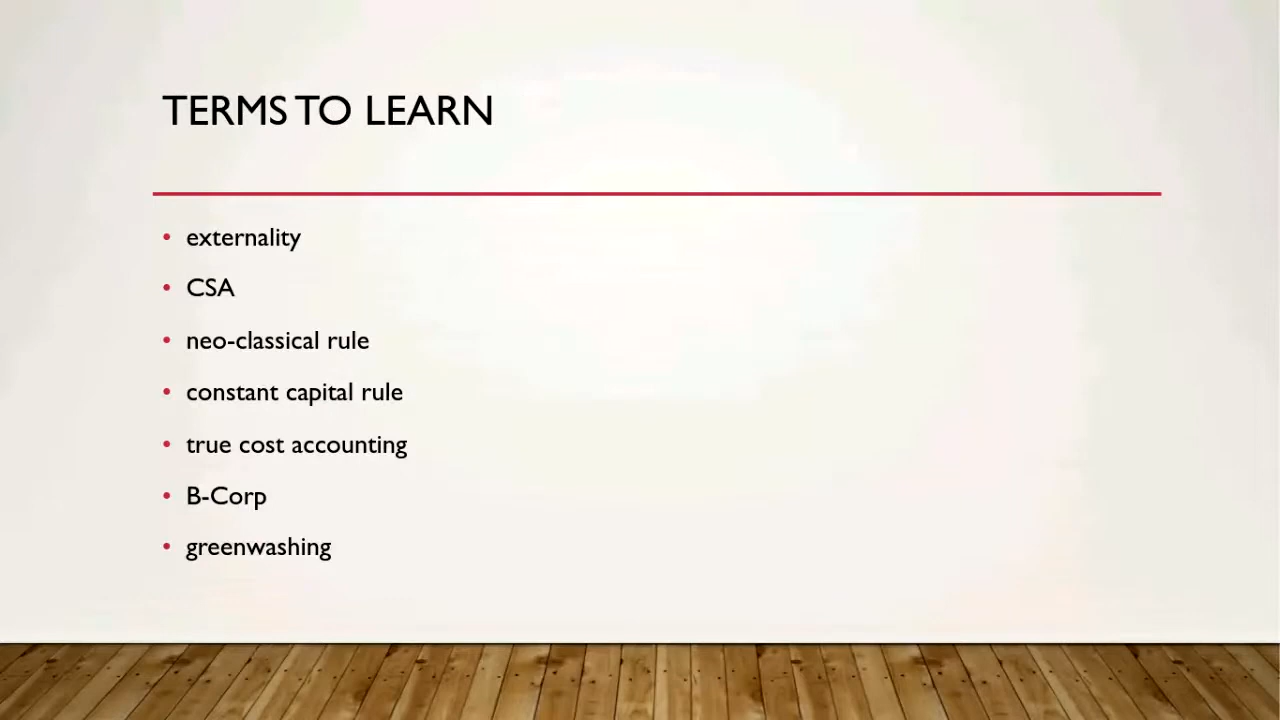 TERMS TO LEARN
• externality
• CSA
• neo-classical rule
• constant capital rule
• true cost accounting
• B-Corp
• greenwashing